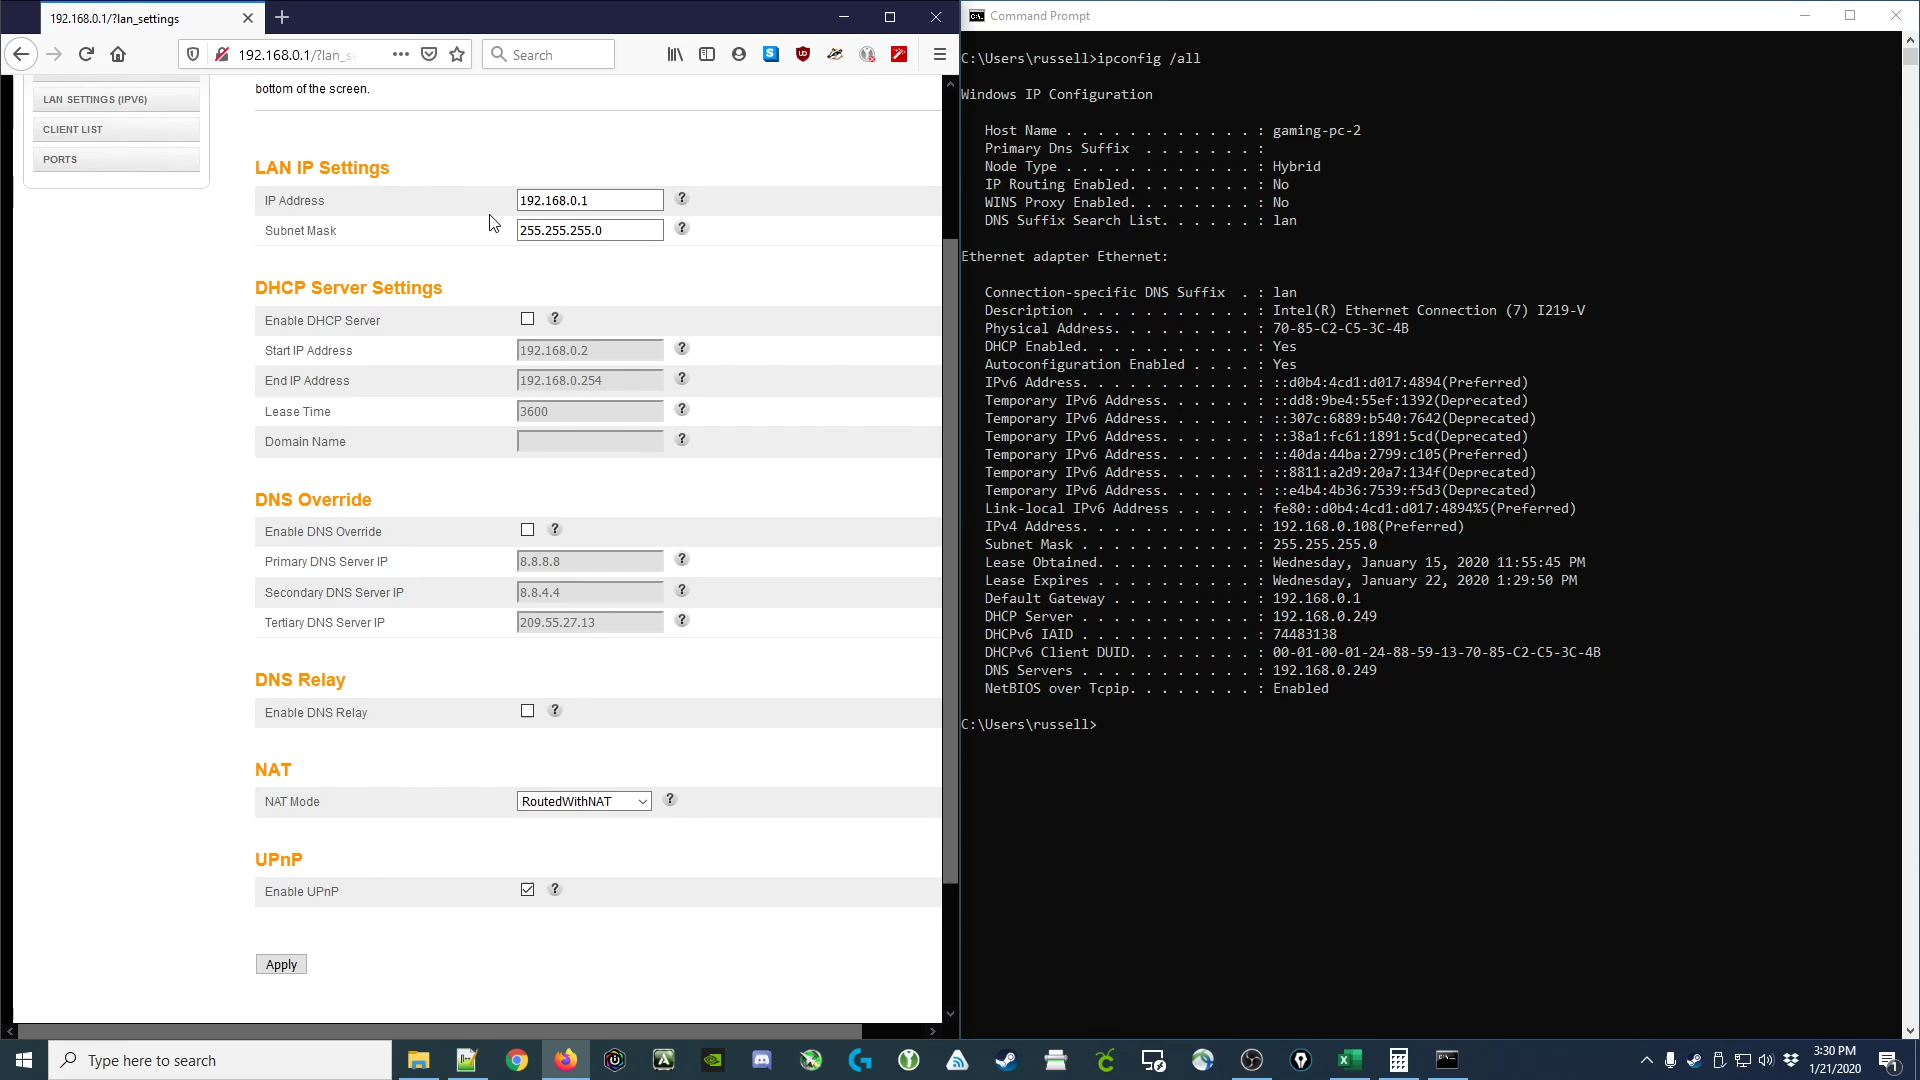 192.168.0.1/?lan_settings
192.168.0.1/?lan_se
Search
bottom of the screen.
LAN SETTINGS (IPV6)
CLIENT LIST
PORTS
LAN IP Settings
IP Address 192.168.0.1 ?
Subnet Mask 255.255.255.0 ?
DHCP Server Settings
Enable DHCP Server ?
Start IP Address 192.168.0.2 ?
End IP Address 192.168.0.254 ?
Lease Time 3600 ?
Domain Name ?
DNS Override
Enable DNS Override ?
Primary DNS Server IP 8.8.8.8 ?
Secondary DNS Server IP 8.8.4.4 ?
Tertiary DNS Server IP 209.55.27.13 ?
DNS Relay
Enable DNS Relay ?
NAT
NAT Mode RoutedWithNAT ?
UPnP
Enable UPnP ?
Apply
Command Prompt
C:\Users\russell>ipconfig /all
Windows IP Configuration
Host Name . . . . . . . . . . . . : gaming-pc-2
Primary Dns Suffix  . . . . . . . :
Node Type . . . . . . . . . . . . : Hybrid
IP Routing Enabled. . . . . . . . : No
WINS Proxy Enabled. . . . . . . . : No
DNS Suffix Search List. . . . . . : lan
Ethernet adapter Ethernet:
Connection-specific DNS Suffix  . : lan
Description . . . . . . . . . . . : Intel(R) Ethernet Connection (7) I219-V
Physical Address. . . . . . . . . : 70-85-C2-C5-3C-4B
DHCP Enabled. . . . . . . . . . . : Yes
Autoconfiguration Enabled . . . . : Yes
IPv6 Address. . . . . . . . . . . : ::d0b4:4cd1:d017:4894(Preferred)
Temporary IPv6 Address. . . . . . : ::dd8:9be4:55ef:1392(Deprecated)
Temporary IPv6 Address. . . . . . : ::307c:6889:b540:7642(Deprecated)
Temporary IPv6 Address. . . . . . : ::38a1:fc61:1891:5cd(Deprecated)
Temporary IPv6 Address. . . . . . : ::40da:44ba:2799:c105(Preferred)
Temporary IPv6 Address. . . . . . : ::8811:a2d9:20a7:134f(Deprecated)
Temporary IPv6 Address. . . . . . : ::e4b4:4b36:7539:f5d3(Deprecated)
Link-local IPv6 Address . . . . . : fe80::d0b4:4cd1:d017:4894%5(Preferred)
IPv4 Address. . . . . . . . . . . : 192.168.0.108(Preferred)
Subnet Mask . . . . . . . . . . . : 255.255.255.0
Lease Obtained. . . . . . . . . . : Wednesday, January 15, 2020 11:55:45 PM
Lease Expires . . . . . . . . . . : Wednesday, January 22, 2020 1:29:50 PM
Default Gateway . . . . . . . . . : 192.168.0.1
DHCP Server . . . . . . . . . . . : 192.168.0.249
DHCPv6 IAID . . . . . . . . . . . : 74483138
DHCPv6 Client DUID. . . . . . . . : 00-01-00-01-24-88-59-13-70-85-C2-C5-3C-4B
DNS Servers . . . . . . . . . . . : 192.168.0.249
NetBIOS over Tcpip. . . . . . . . : Enabled
C:\Users\russell>
Type here to search
3:30 PM
1/21/2020